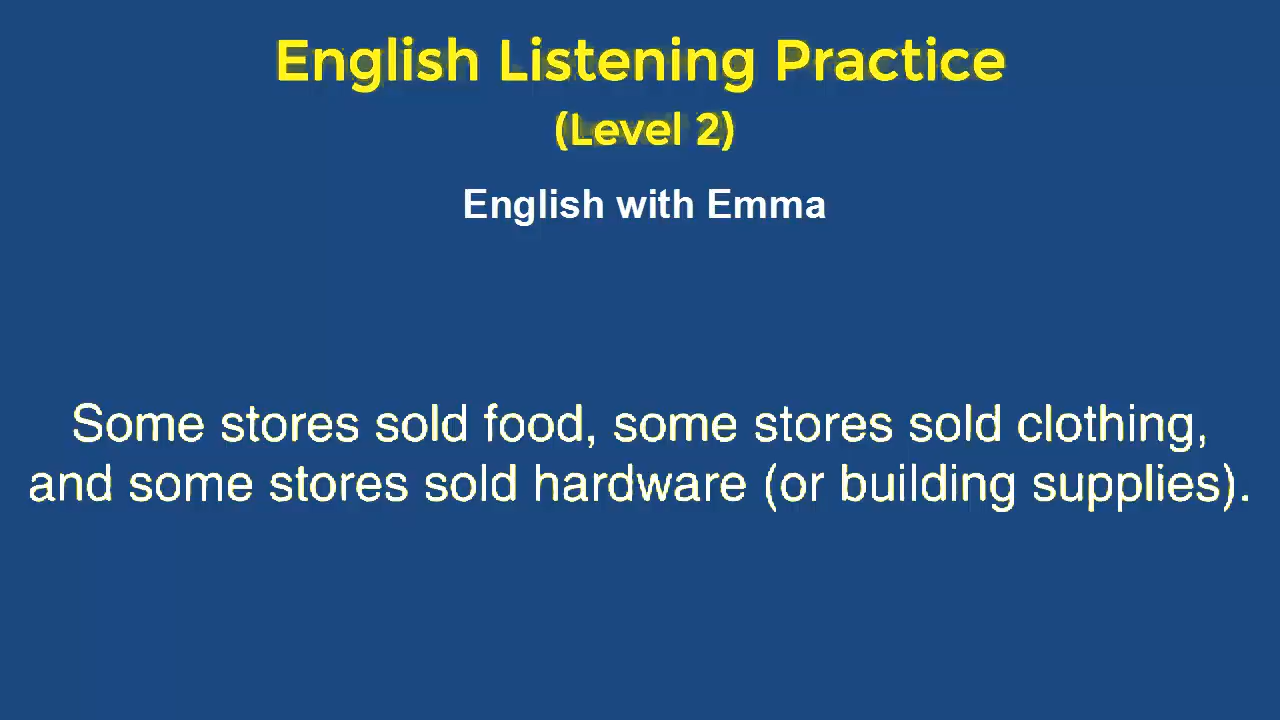 English Listening Practice
(Level 2)
English with Emma
Some stores sold food, some stores sold clothing,
and some stores sold hardware (or building supplies).